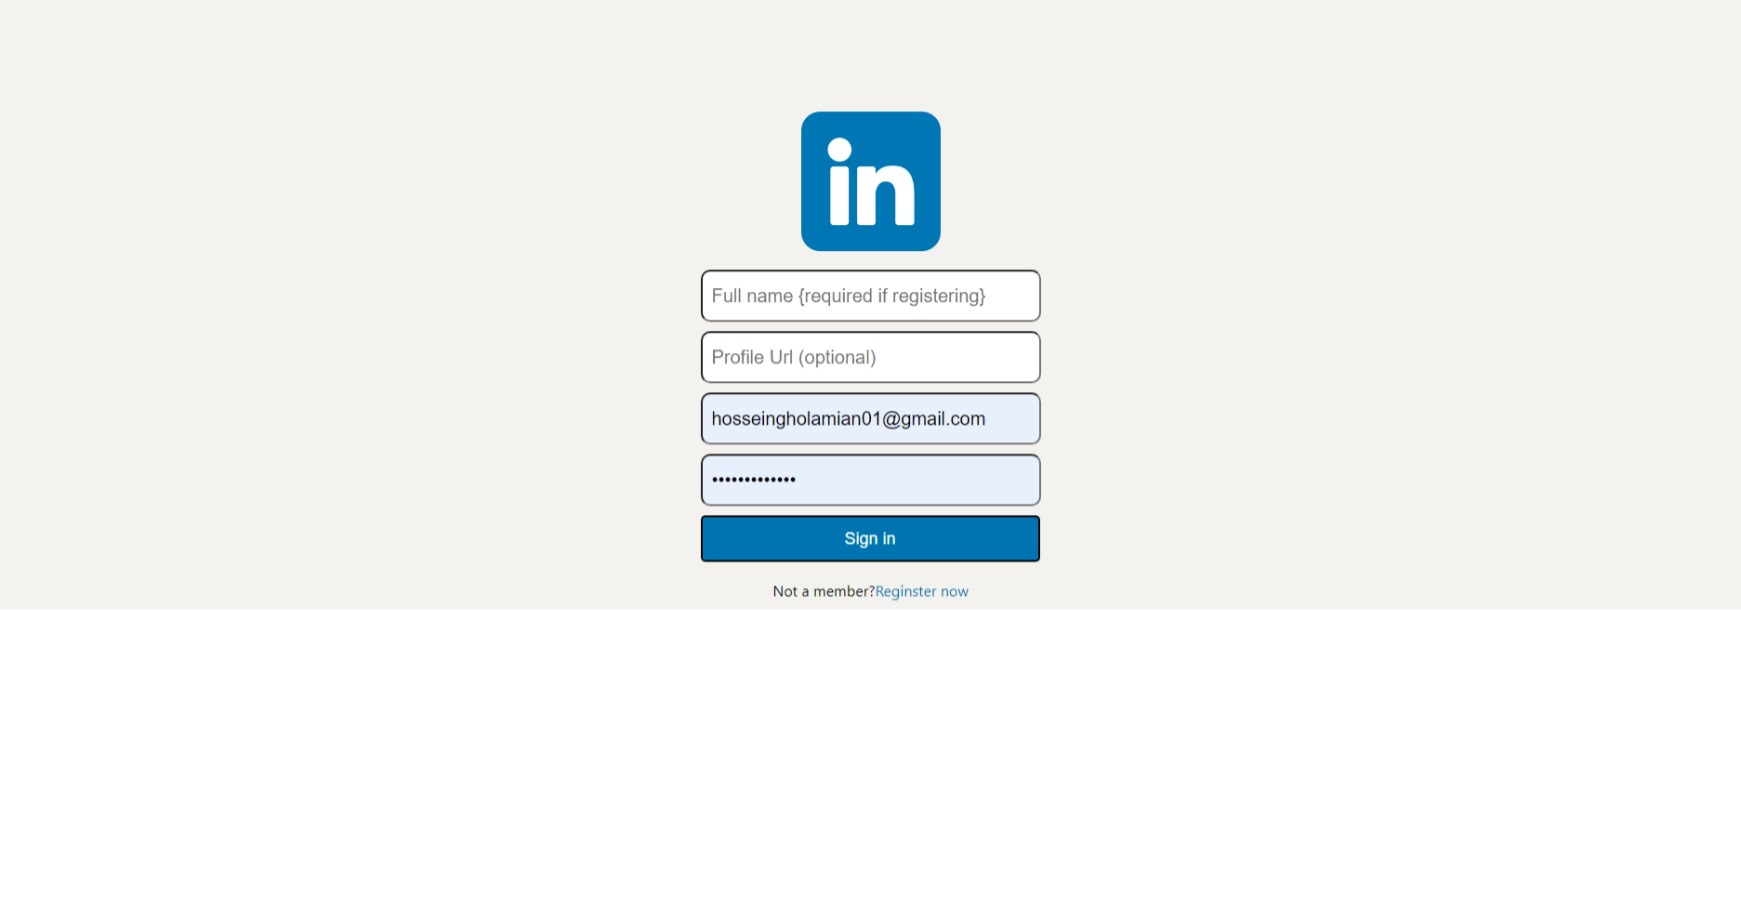 in
Full name {required if registering}
Profile Url (optional)
hosseingholamian01@gmail.com
•••••••••••••
Sign in
Not a member?Reginster now